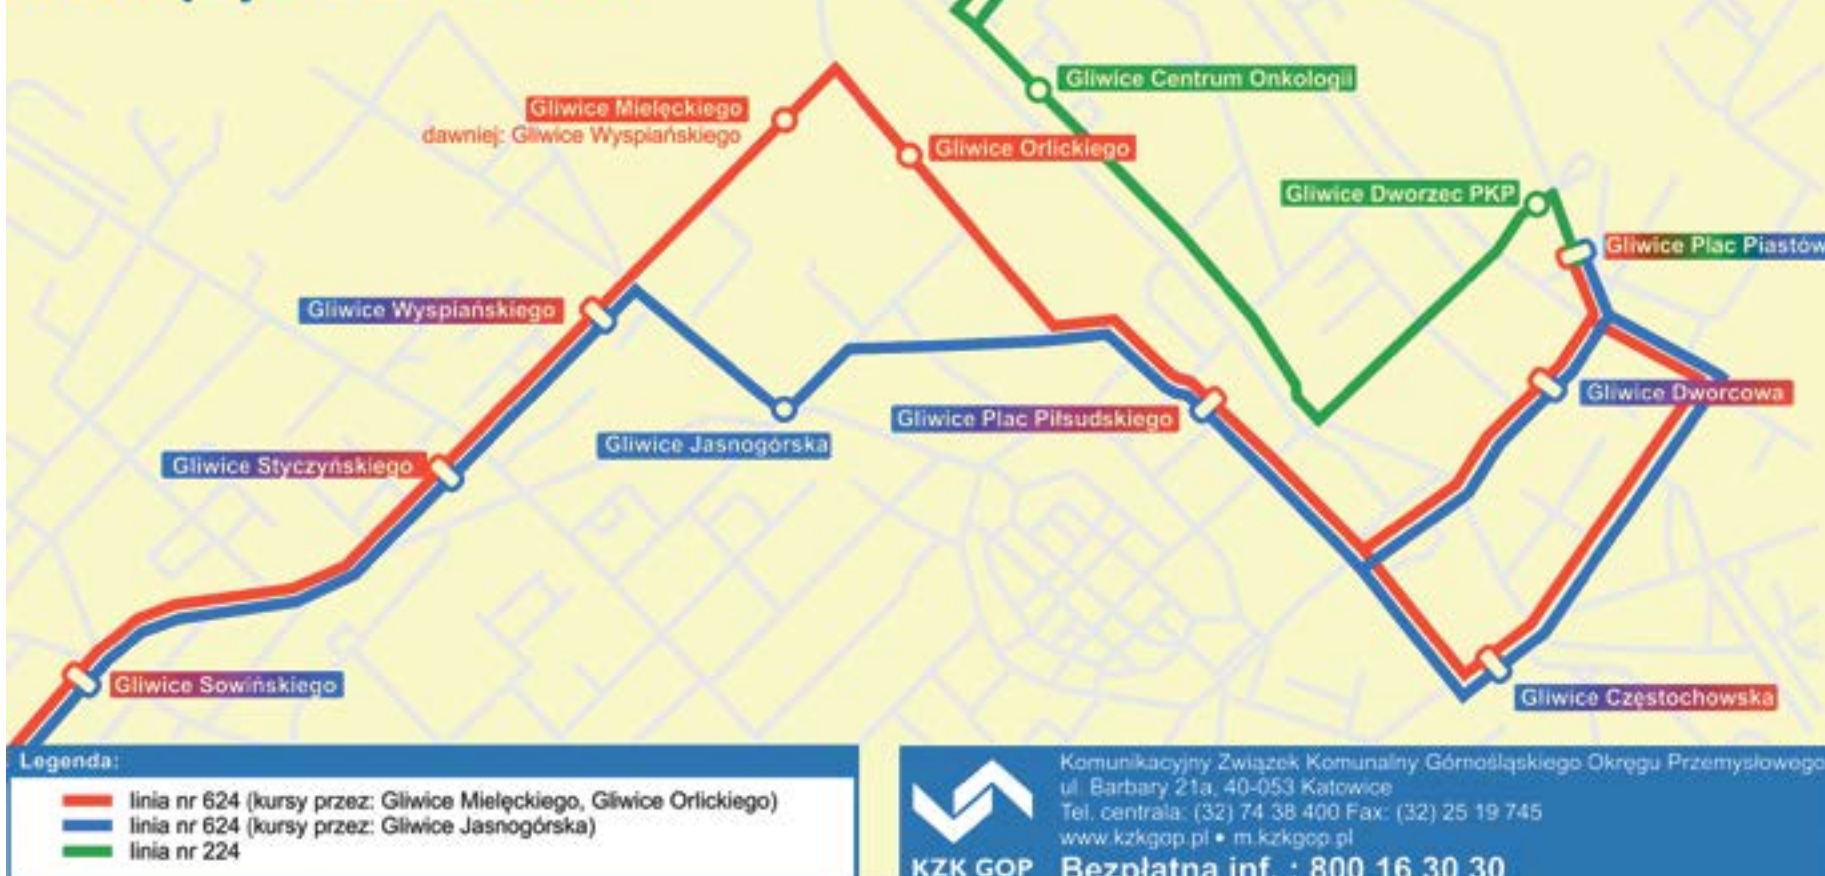 Gliwice Centrum Onkologii
Gliwice Mielęckiego
dawniej: Gliwice Wyspiańskiego
Gliwice Orlickiego
Gliwice Dworzec PKP
Gliwice Plac Piastów
Gliwice Wyspiańskiego
Gliwice Dworcowa
Gliwice Plac Piłsudskiego
Gliwice Jasnogórska
Gliwice Styczyńskiego
Gliwice Sowińskiego
Gliwice Częstochowska
Legenda:
linia nr 624 (kursy przez: Gliwice Mielęckiego, Gliwice Orlickiego)
linia nr 624 (kursy przez: Gliwice Jasnogórska)
linia nr 224
KZK GOP
Komunikacyjny Związek Komunalny Górnośląskiego Okręgu Przemysłowego
ul. Barbary 21a, 40-053 Katowice
Tel. centrala: (32) 74 38 400 Fax: (32) 25 19 745
www.kzkgop.pl • m.kzkgop.pl
Bezpłatna inf. : 800 16 30 30